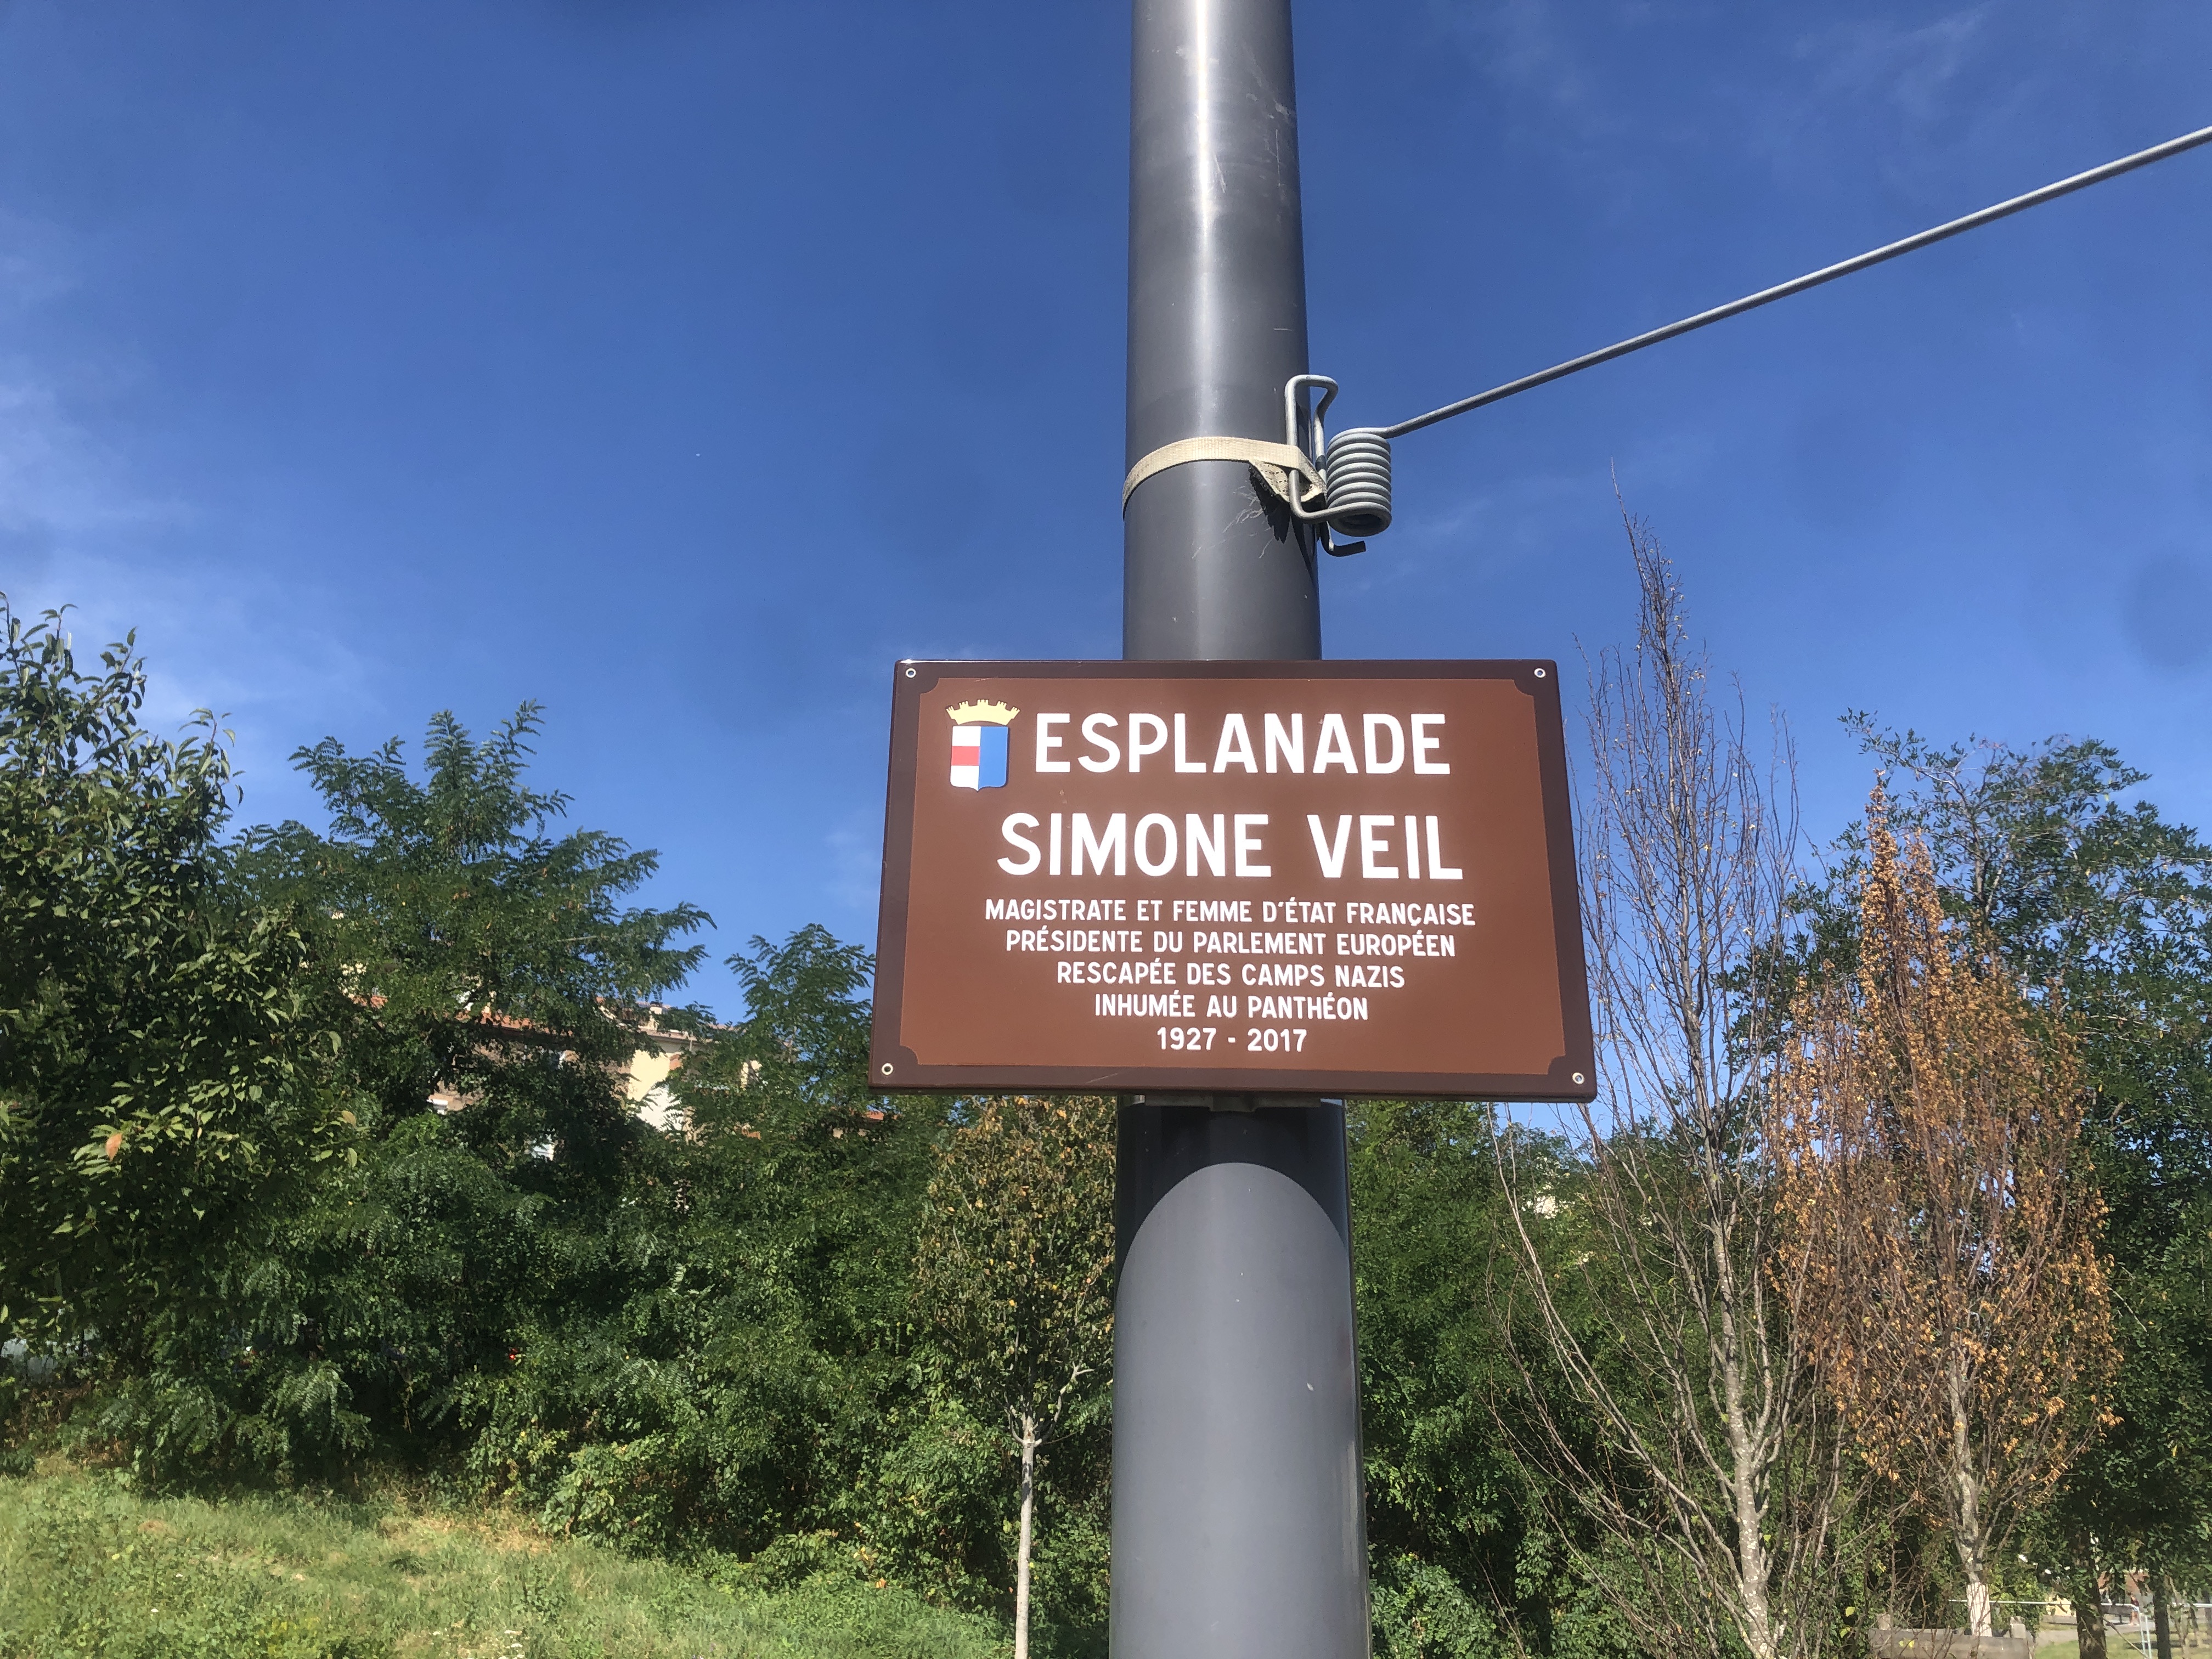 ESPLANADE
SIMONE VEIL
MAGISTRATE ET FEMME D'ÉTAT FRANÇAISE
PRÉSIDENTE DU PARLEMENT EUROPÉEN
RESCAPÉE DES CAMPS NAZIS
INHUMÉE AU PANTHÉON
1927 - 2017